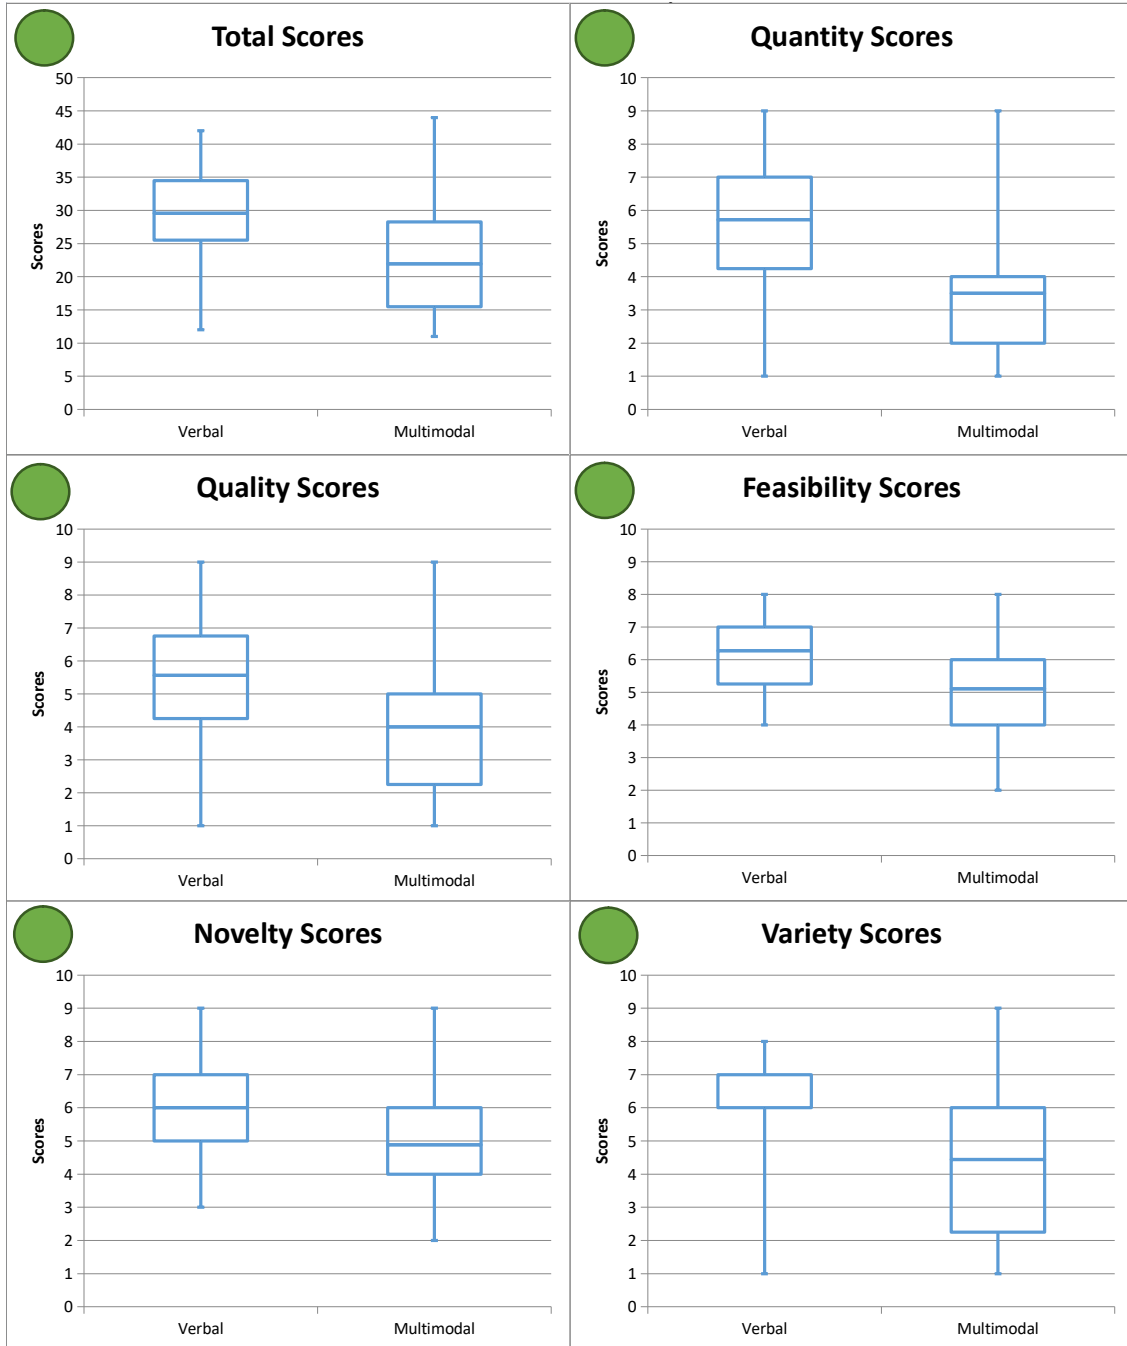 Total Scores
50
45
40
35
30
25
20
15
10
5
0
Scores
Verbal
Multimodal
Quantity Scores
10
9
8
7
6
5
4
3
2
1
0
Scores
Verbal
Multimodal
Quality Scores
10
9
8
7
6
5
4
3
2
1
0
Scores
Verbal
Multimodal
Feasibility Scores
10
9
8
7
6
5
4
3
2
1
0
Scores
Verbal
Multimodal
Novelty Scores
10
9
8
7
6
5
4
3
2
1
0
Scores
Verbal
Multimodal
Variety Scores
10
9
8
7
6
5
4
3
2
1
0
Scores
Verbal
Multimodal